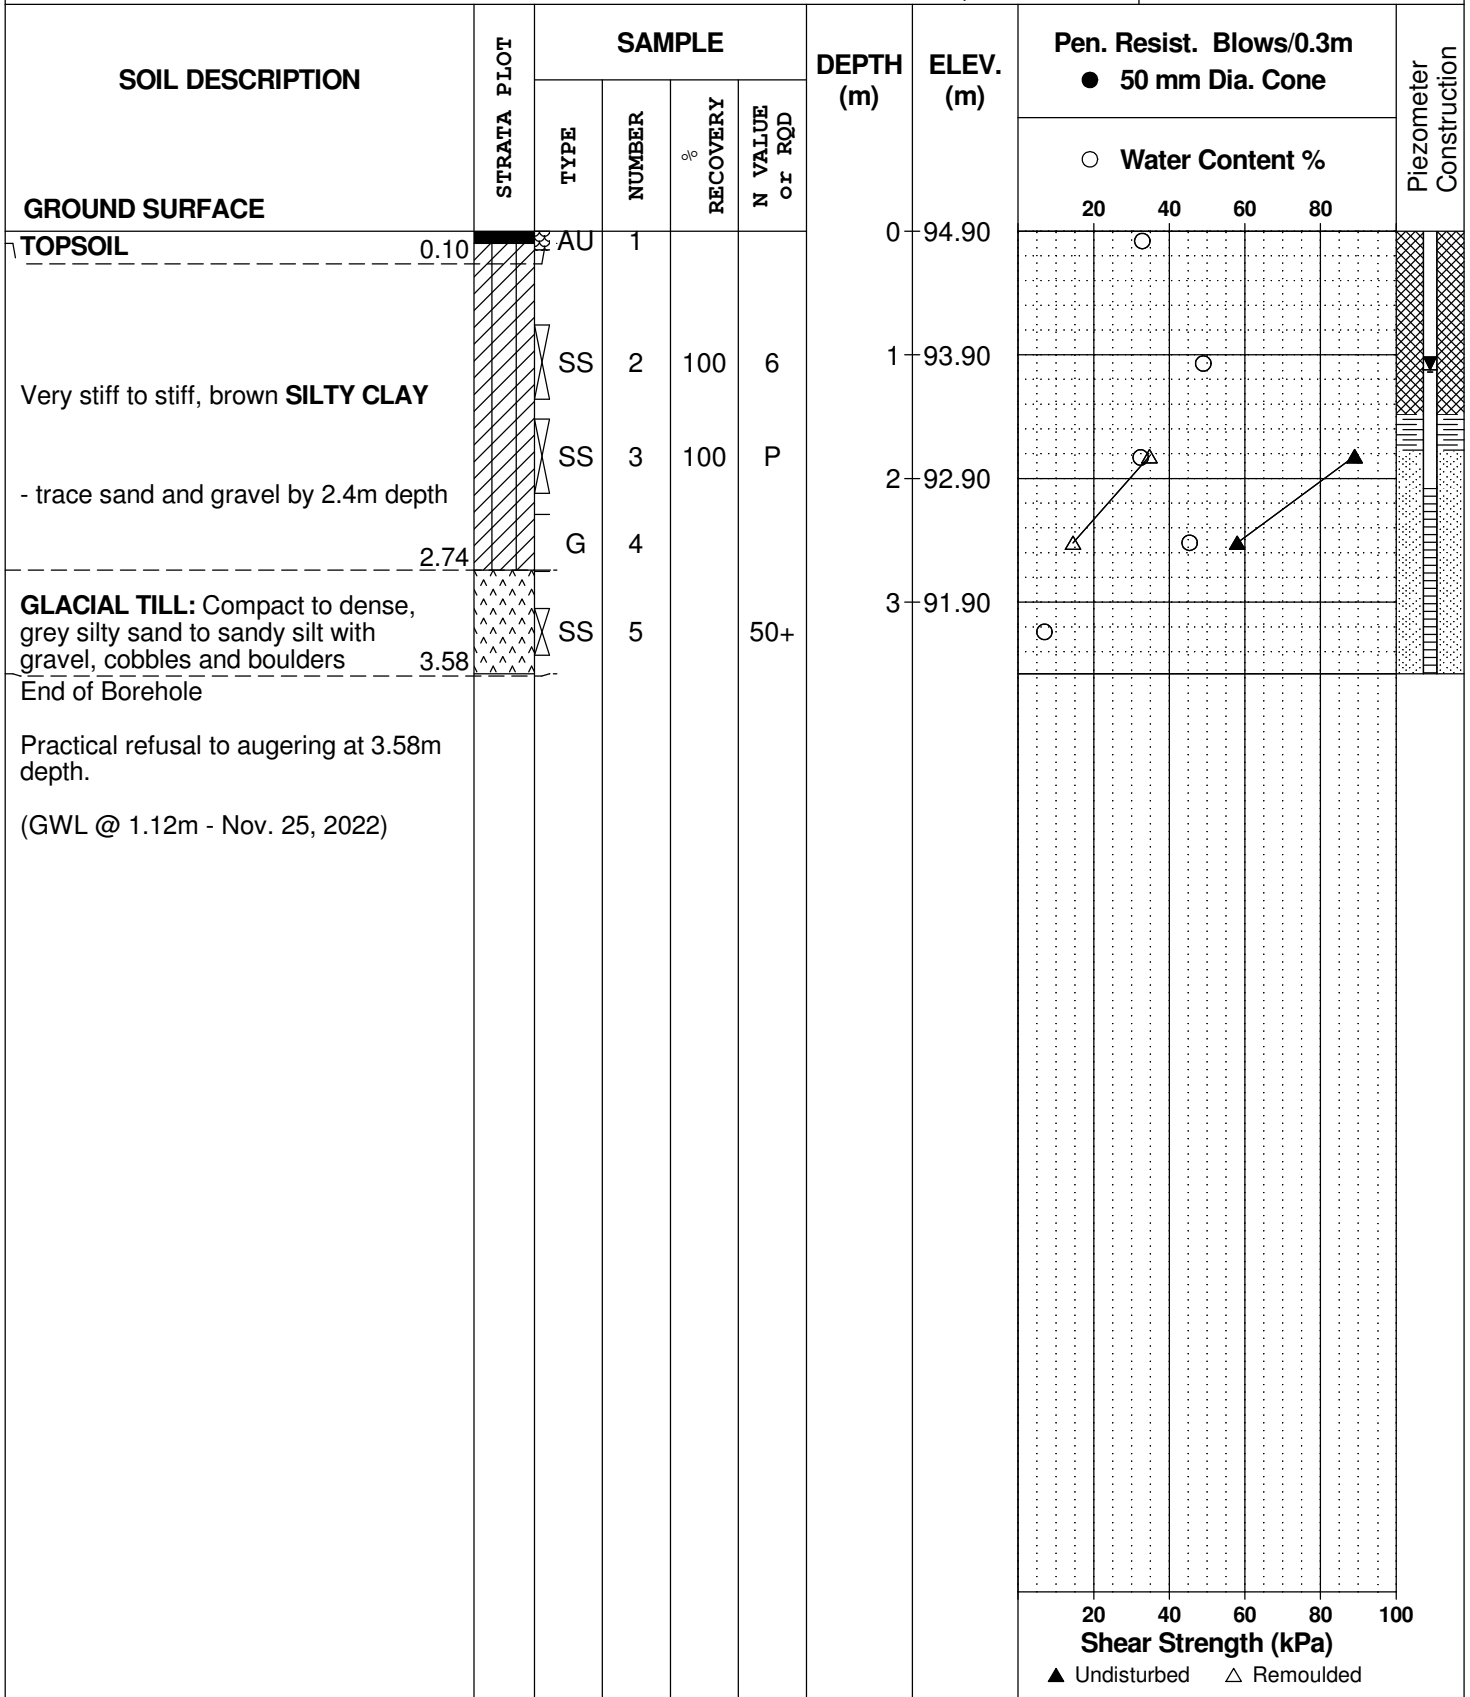 SOIL DESCRIPTION
GROUND SURFACE
STRATA PLOT
SAMPLE
TYPE
NUMBER
%
RECOVERY
N VALUE
or RQD
DEPTH
(m)
ELEV.
(m)
Pen. Resist. Blows/0.3m
● 50 mm Dia. Cone
○ Water Content %
20 40 60 80
Piezometer
Construction
TOPSOIL 0.10
AU 1
0 94.90
SS 2 100 6
1 93.90
Very stiff to stiff, brown SILTY CLAY
SS 3 100 P
2 92.90
- trace sand and gravel by 2.4m depth
G 4
2.74
GLACIAL TILL: Compact to dense,
grey silty sand to sandy silt with
gravel, cobbles and boulders 3.58
3 91.90
SS 5 50+
End of Borehole
Practical refusal to augering at 3.58m
depth.
(GWL @ 1.12m - Nov. 25, 2022)
20 40 60 80 100
Shear Strength (kPa)
▲ Undisturbed △ Remoulded